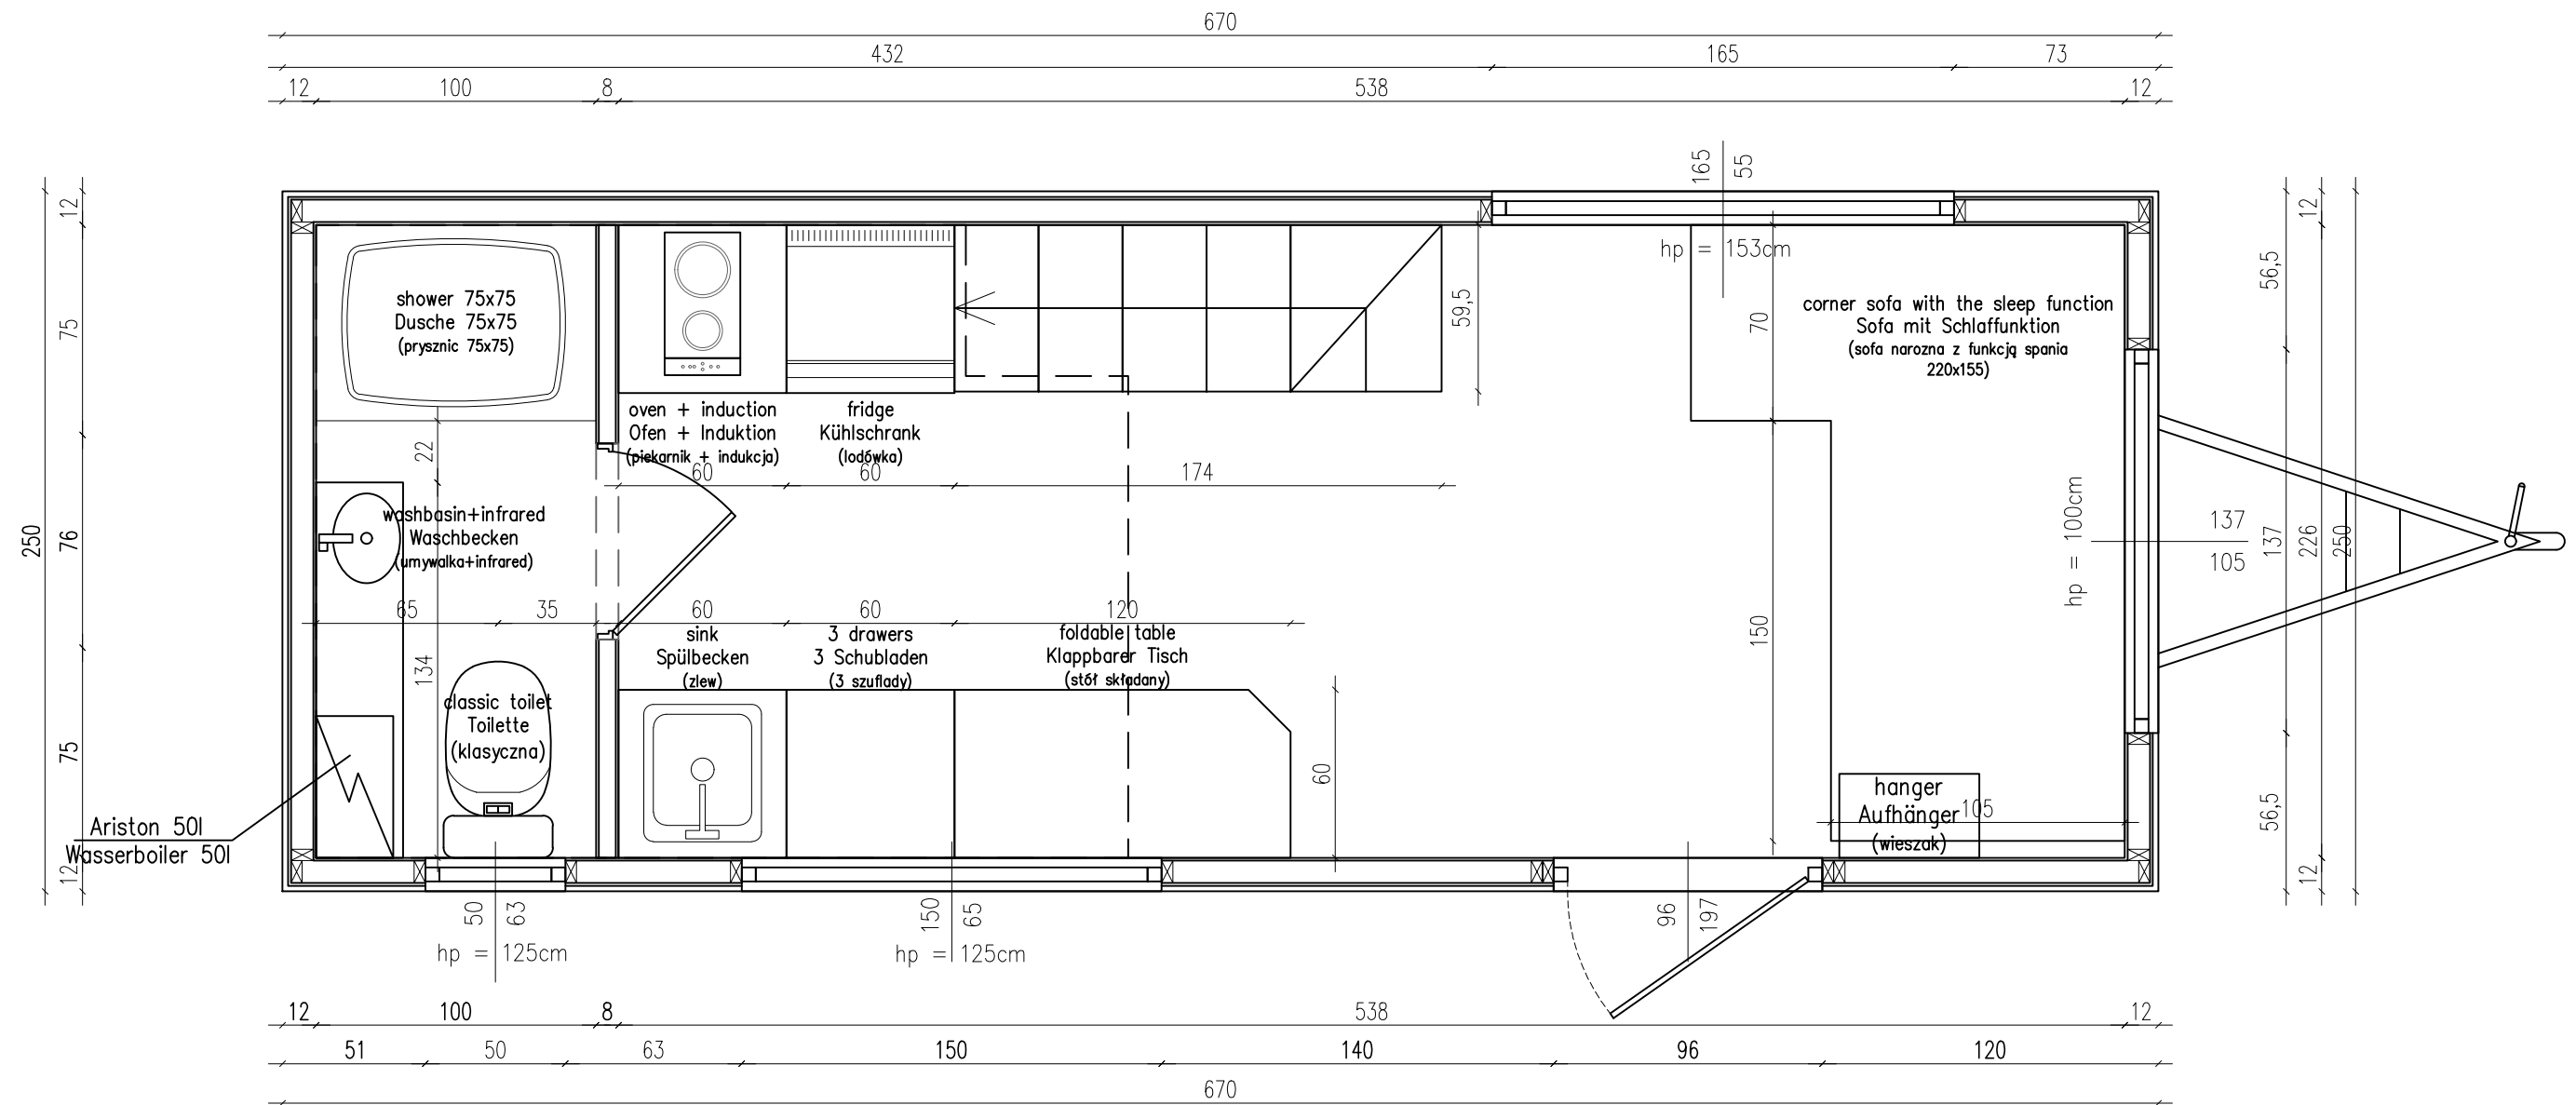 670
432 165 73
12 100 8 538 12
165 55
hp = 153cm
12
75
76
75
12
250
shower 75x75
Dusche 75x75
(prysznic 75x75)
22
oven + induction
Ofen + Induktion
(piekarnik + indukcja)
fridge
Kühlschrank
(lodówka)
60 60 174
59,5
70
corner sofa with the sleep function
Sofa mit Schlaffunktion
(sofa narozna z funkcją spania
220x155)
12
56,5
137
226
250
56,5
12
washbasin+infrared
Waschbecken
(umywalka+infrared)
hp = 100cm
137
105
65 35 60 60 120
134
150
sink
Spülbecken
(zlew)
3 drawers
3 Schubladen
(3 szuflady)
foldable table
Klappbarer Tisch
(stół składany)
classic toilet
Toilette
(klasyczna)
60
hanger
Aufhänger
(wieszak)
105
Ariston 50l
Wasserboiler 50l
50 63
hp = 125cm
150 65
hp = 125cm
96 197
12 100 8 538 12
51 50 63 150 140 96 120
670